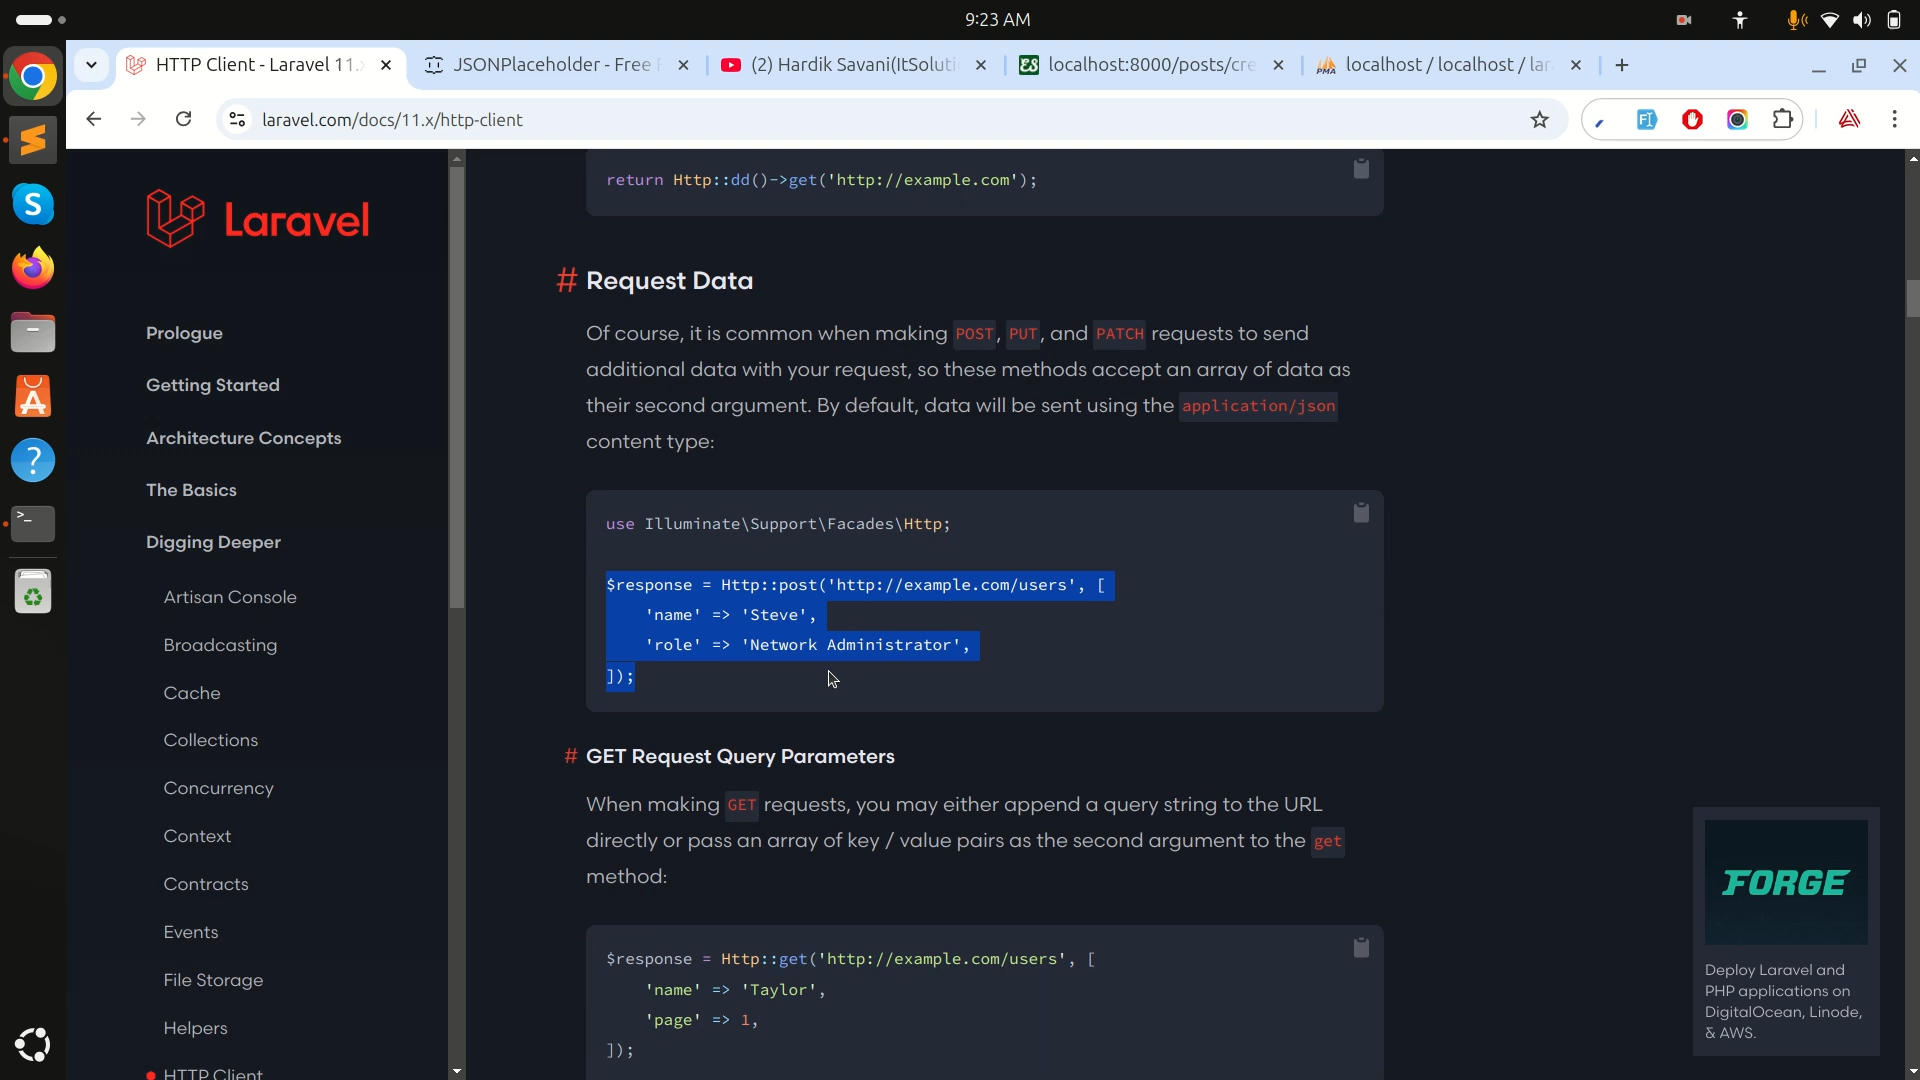 9:23 AM
HTTP Client - Laravel 11.x
JSONPlaceholder - Free
(2) Hardik Savani(ItSoluti
localhost:8000/posts/cre
localhost / localhost / lar
laravel.com/docs/11.x/http-client
Laravel
Prologue
Getting Started
Architecture Concepts
The Basics
Digging Deeper
Artisan Console
Broadcasting
Cache
Collections
Concurrency
Context
Contracts
Events
File Storage
Helpers
HTTP Client
return Http::dd()->get('http://example.com');
# Request Data
Of course, it is common when making POST, PUT, and PATCH requests to send
additional data with your request, so these methods accept an array of data as
their second argument. By default, data will be sent using the application/json
content type:
use Illuminate\Support\Facades\Http;
$response = Http::post('http://example.com/users', [
'name' => 'Steve',
'role' => 'Network Administrator',
]);
# GET Request Query Parameters
When making GET requests, you may either append a query string to the URL
directly or pass an array of key / value pairs as the second argument to the get
method:
$response = Http::get('http://example.com/users', [
'name' => 'Taylor',
'page' => 1,
]);
FORGE
Deploy Laravel and
PHP applications on
DigitalOcean, Linode,
& AWS.